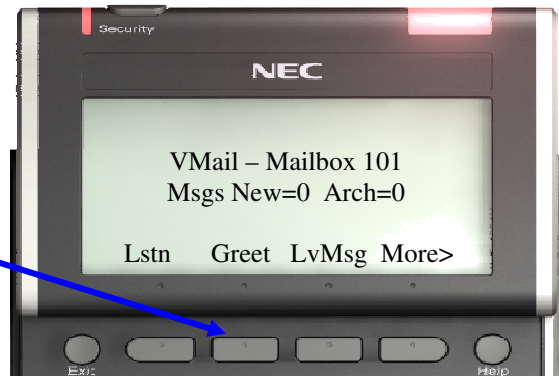 Security
NEC
VMail – Mailbox 101
Msgs New=0 Arch=0
Lstn Greet LvMsg More>
Exit Help